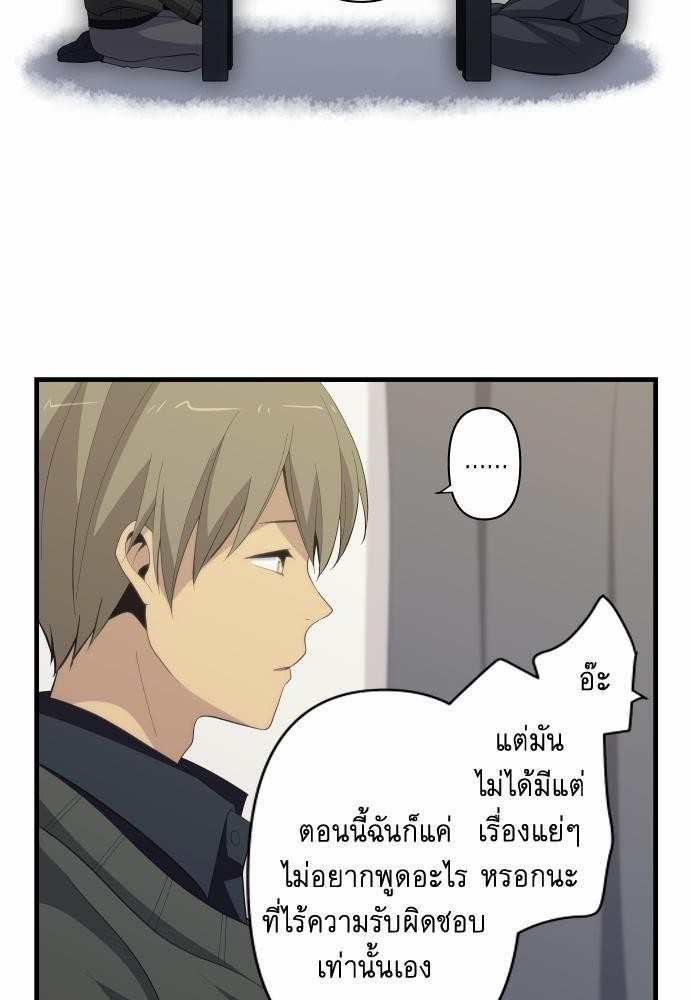 ......
อ๊ะ
แต่มัน
ไม่ได้มีแต่
เรื่องแย่ๆ
หรอกนะ
ตอนนี้ฉันก็แค่
ไม่อยากพูดอะไร
ที่ไร้ความรับผิดชอบ
เท่านั้นเอง